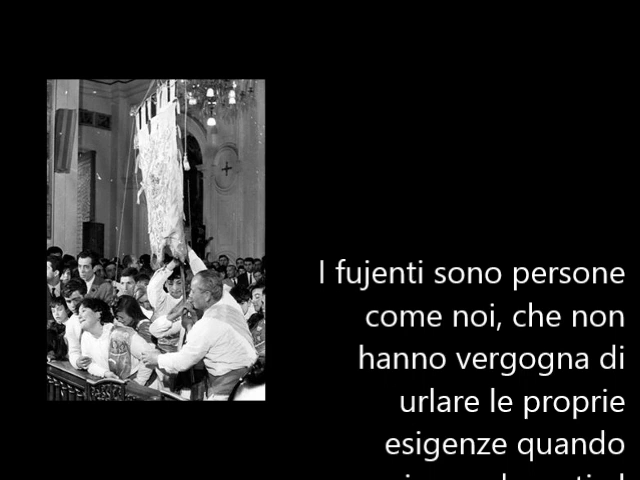 I fujenti sono persone
come noi, che non
hanno vergogna di
urlare le proprie
esigenze quando